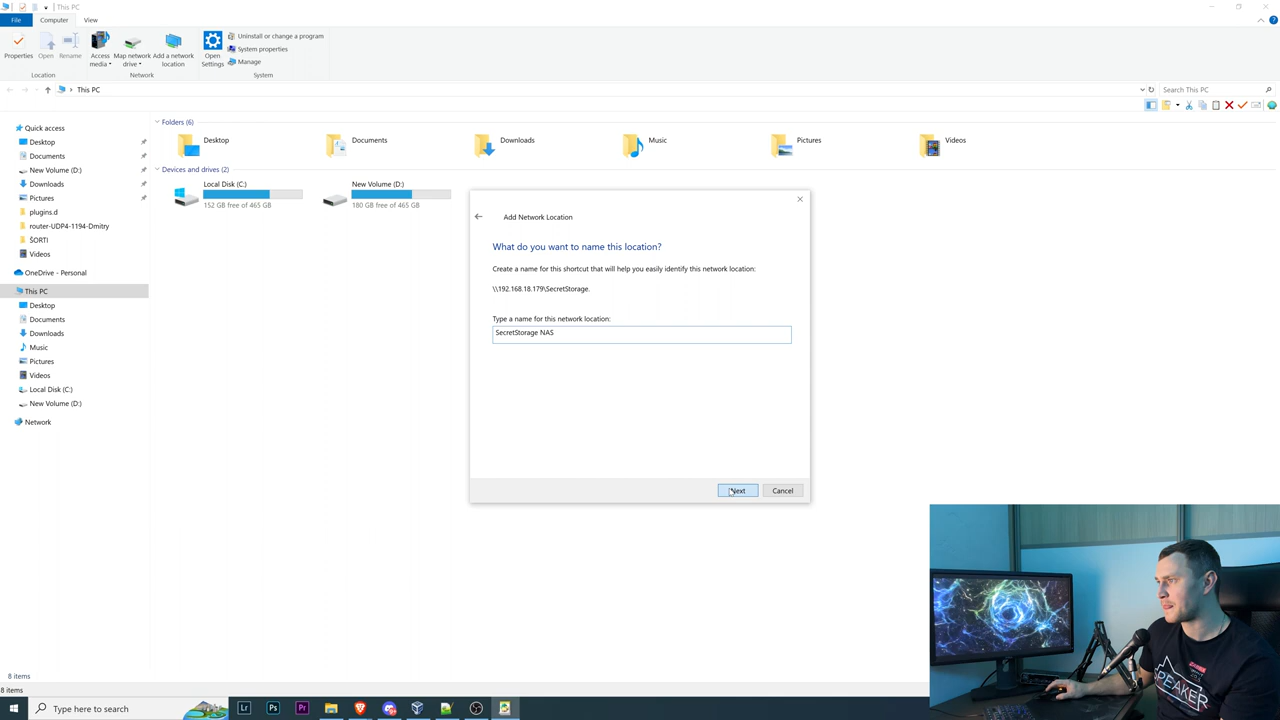 This PC
File
Computer
View
Properties
Open
Rename
Access media
Map network drive
Add a network location
Open Settings
Uninstall or change a program
System properties
Manage
Location
Network
System
This PC
Search This PC
Quick access
Desktop
Documents
New Volume (D:)
Downloads
Pictures
plugins.d
router-UDP4-1194-Dmitry
ŠORTI
Videos
OneDrive - Personal
This PC
Desktop
Documents
Downloads
Music
Pictures
Videos
Local Disk (C:)
New Volume (D:)
Network
Folders (6)
Desktop
Documents
Downloads
Music
Pictures
Videos
Devices and drives (2)
Local Disk (C:)
152 GB free of 465 GB
New Volume (D:)
180 GB free of 465 GB
Add Network Location
What do you want to name this location?
Create a name for this shortcut that will help you easily identify this network location:
\\192.168.18.179\SecretStorage.
Type a name for this network location:
SecretStorage NAS
Next
Cancel
8 items
8 items
Type here to search
Lr
Ps
Pr
SPEAKER